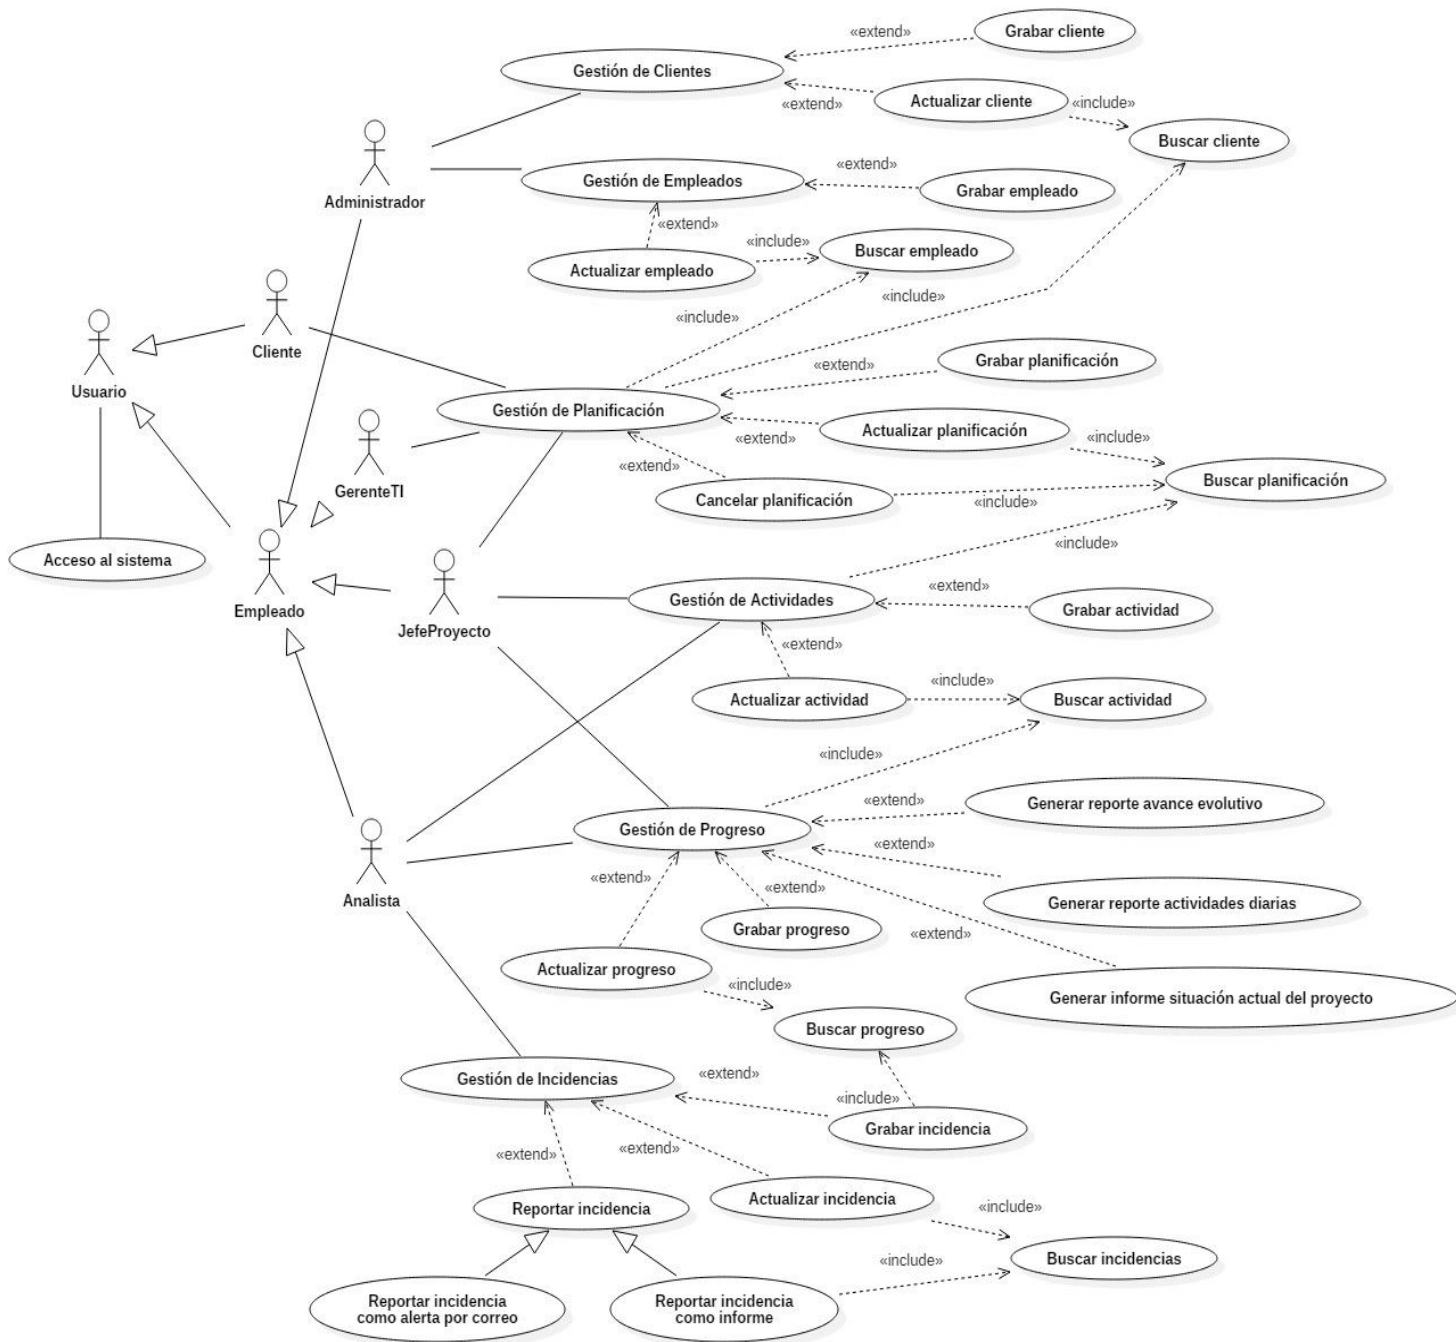 «extend»
Grabar cliente
Gestión de Clientes
«extend»
Actualizar cliente
«include»
Buscar cliente
Administrador
Gestión de Empleados
«extend»
Grabar empleado
«extend»
Actualizar empleado
«include»
Buscar empleado
Cliente
Usuario
«include»
«include»
«extend»
Grabar planificación
Gestión de Planificación
«extend»
Actualizar planificación
«include»
GerenteTI
«extend»
Cancelar planificación
«include»
Buscar planificación
Acceso al sistema
Empleado
JefeProyecto
«include»
Gestión de Actividades
«extend»
Grabar actividad
«extend»
Actualizar actividad
«include»
Buscar actividad
«include»
«extend»
Generar reporte avance evolutivo
Gestión de Progreso
«extend»
Generar reporte actividades diarias
Analista
«extend»
«extend»
Grabar progreso
«extend»
Actualizar progreso
«include»
Generar informe situación actual del proyecto
Buscar progreso
Gestión de Incidencias
«extend»
«include»
Grabar incidencia
«extend»
«extend»
Reportar incidencia
Actualizar incidencia
«include»
Buscar incidencias
«include»
Reportar incidencia
como alerta por correo
Reportar incidencia
como informe